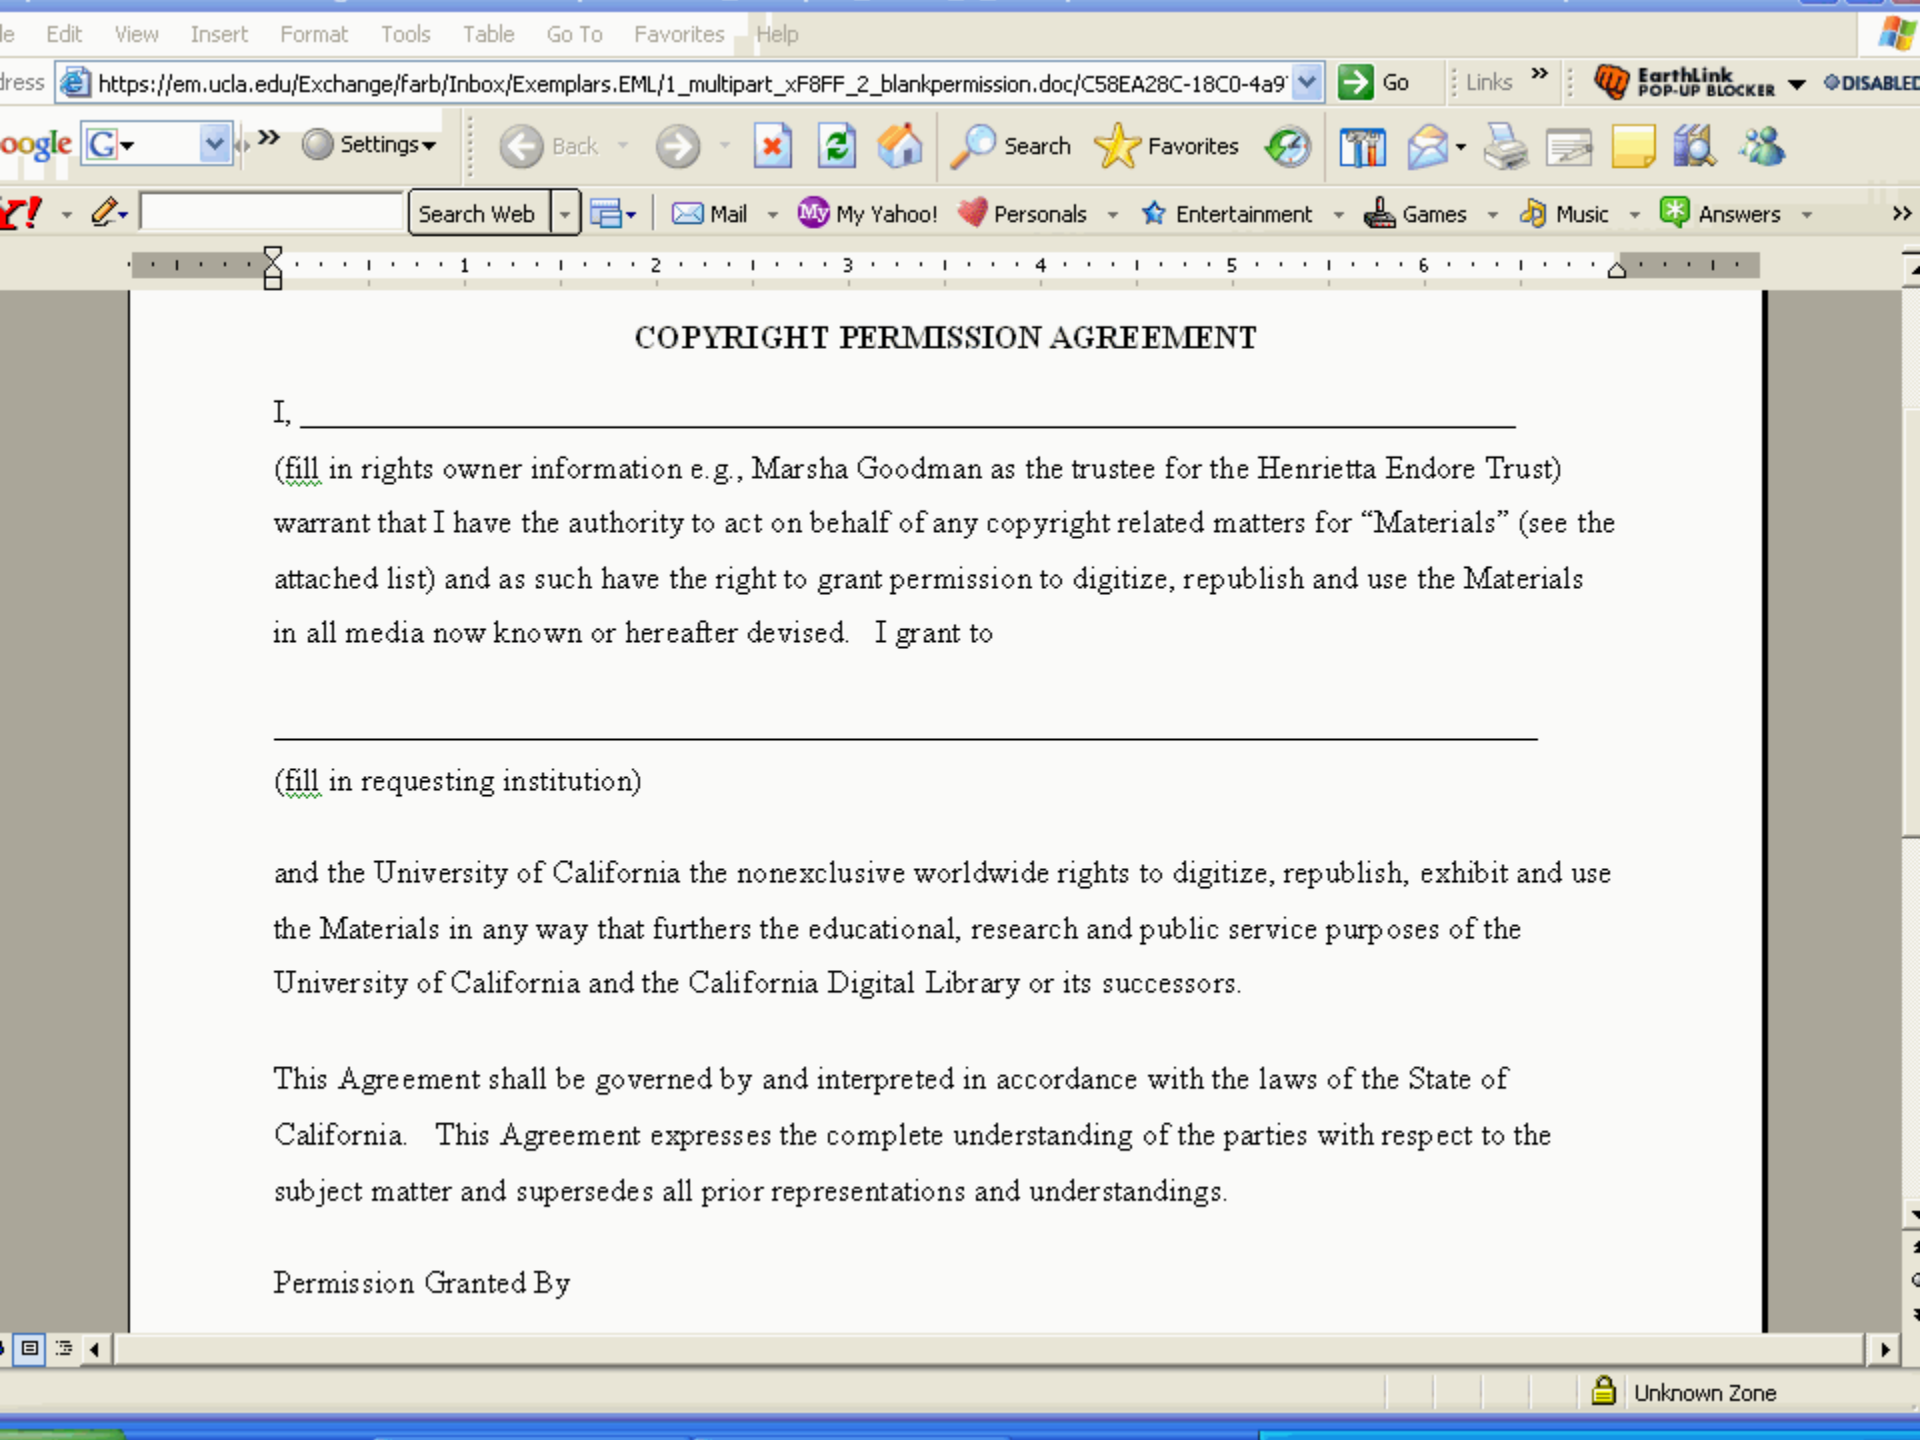 Edit View Insert Format Tools Table Go To Favorites Help
https://em.ucla.edu/Exchange/farb/Inbox/Exemplars.EML/1_multipart_xF8FF_2_blankpermission.doc/C58EA28C-18C0-4a9 Go Links » EarthLink POP-UP BLOCKER DISABLED
oogle G » Settings Back Search Favorites
Y! Search Web Mail My My Yahoo! Personals Entertainment Games Music Answers »
1 2 3 4 5 6
COPYRIGHT PERMISSION AGREEMENT
I, ________________
(fill in rights owner information e.g., Marsha Goodman as the trustee for the Henrietta Endore Trust)
warrant that I have the authority to act on behalf of any copyright related matters for “Materials” (see the
attached list) and as such have the right to grant permission to digitize, republish and use the Materials
in all media now known or hereafter devised. I grant to
________________
(fill in requesting institution)
and the University of California the nonexclusive worldwide rights to digitize, republish, exhibit and use
the Materials in any way that furthers the educational, research and public service purposes of the
University of California and the California Digital Library or its successors.
This Agreement shall be governed by and interpreted in accordance with the laws of the State of
California. This Agreement expresses the complete understanding of the parties with respect to the
subject matter and supersedes all prior representations and understandings.
Permission Granted By
Unknown Zone